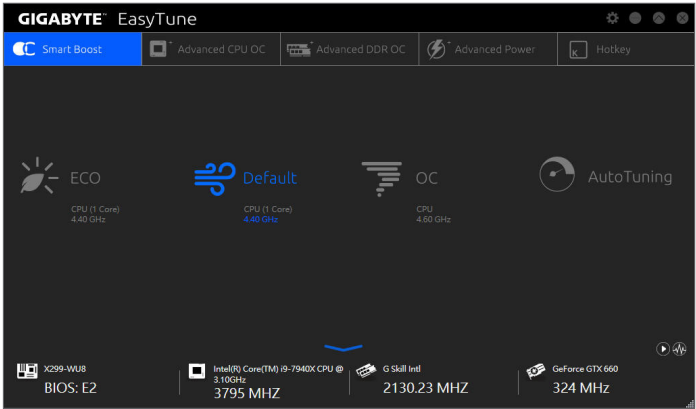 GIGABYTE™ EasyTune
Smart Boost
Advanced CPU OC
Advanced DDR OC
Advanced Power
K
Hotkey
ECO
CPU (1 Core)
4.40 GHz
Default
CPU (1 Core)
4.40 GHz
OC
CPU
4.60 GHz
AutoTuning
X299-WU8
BIOS: E2
Intel(R) Core(TM) i9-7940X CPU @
3.10GHz
3795 MHZ
G Skill Intl
2130.23 MHZ
GeForce GTX 660
324 MHz